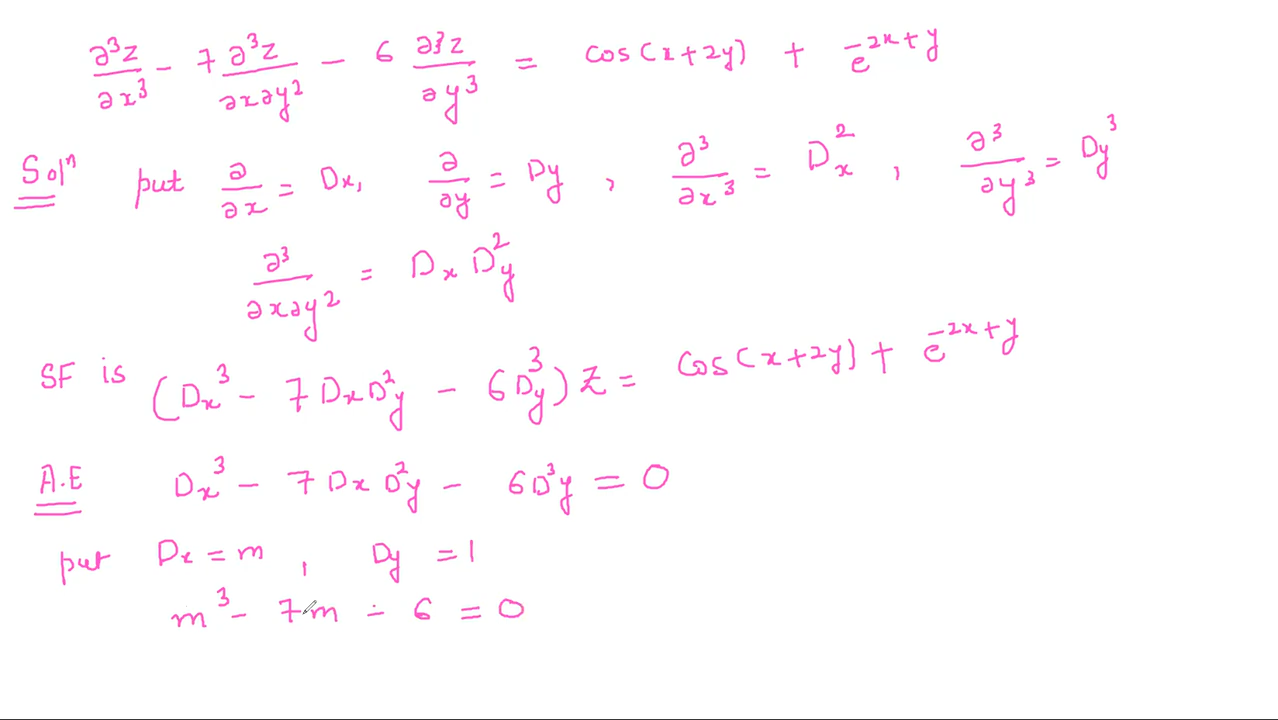 ∂³z/∂x³ − 7 ∂³z/∂x∂y² − 6 ∂³z/∂y³ = cos(x+2y) + e^(−2x+y)
Solⁿ put ∂/∂x = Dx, ∂/∂y = Dy , ∂³/∂x³ = Dx² , ∂³/∂y³ = Dy³
∂³/∂x∂y² = Dx Dy²
SF is (Dx³ − 7DxDy² − 6Dy³) Z = cos(x+2y) + e^(−2x+y)
A.E Dx³ − 7Dx D²y − 6D³y = 0
put Dx = m , Dy = 1
m³ − 7m − 6 = 0